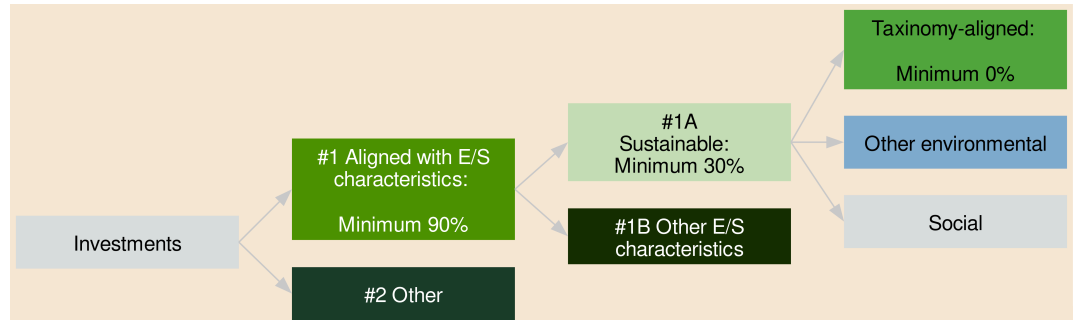 Investments
#1 Aligned with E/S
characteristics:
Minimum 90%
#2 Other
#1A
Sustainable:
Minimum 30%
#1B Other E/S
characteristics
Taxinomy-aligned:
Minimum 0%
Other environmental
Social